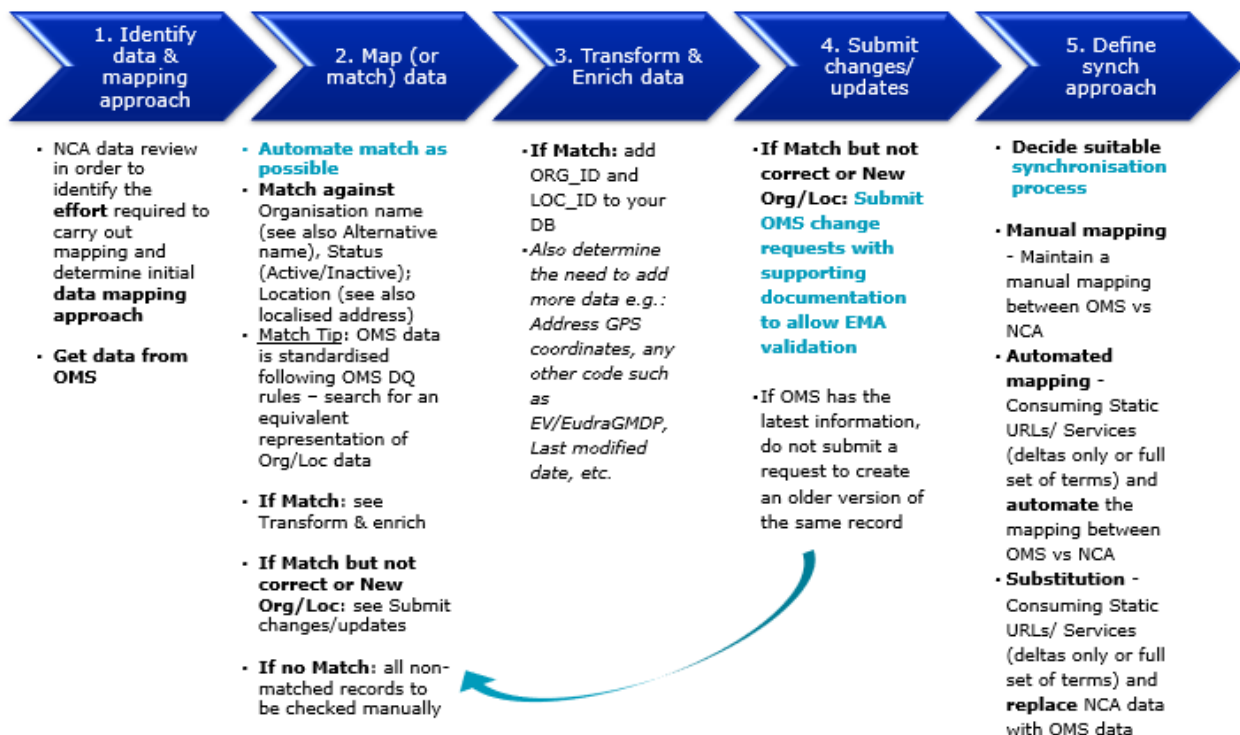 1. Identify
data &
mapping
approach
2. Map (or
match) data
3. Transform &
Enrich data
4. Submit
changes/
updates
5. Define
synch
approach
• NCA data review
in order to
identify the
effort required to
carry out
mapping and
determine initial
data mapping
approach
• Get data from
OMS
• Automate match as
possible
• Match against
Organisation name
(see also Alternative
name), Status
(Active/Inactive);
Location (see also
localised address)
• Match Tip: OMS data
is standardised
following OMS DQ
rules – search for an
equivalent
representation of
Org/Loc data
• If Match: see
Transform & enrich
• If Match but not
correct or New
Org/Loc: see Submit
changes/updates
• If no Match: all non-
matched records to
be checked manually
•If Match: add
ORG_ID and
LOC_ID to your
DB
•Also determine
the need to add
more data e.g.:
Address GPS
coordinates, any
other code such
as
EV/EudraGMDP,
Last modified
date, etc.
•If Match but not
correct or New
Org/Loc: Submit
OMS change
requests with
supporting
documentation
to allow EMA
validation
•If OMS has the
latest information,
do not submit a
request to create
an older version of
the same record
• Decide suitable
synchronisation
process
• Manual mapping
- Maintain a
manual mapping
between OMS vs
NCA
• Automated
mapping -
Consuming Static
URLs/ Services
(deltas only or full
set of terms) and
automate the
mapping between
OMS vs NCA
• Substitution -
Consuming Static
URLs/ Services
(deltas only or full
set of terms) and
replace NCA data
with OMS data